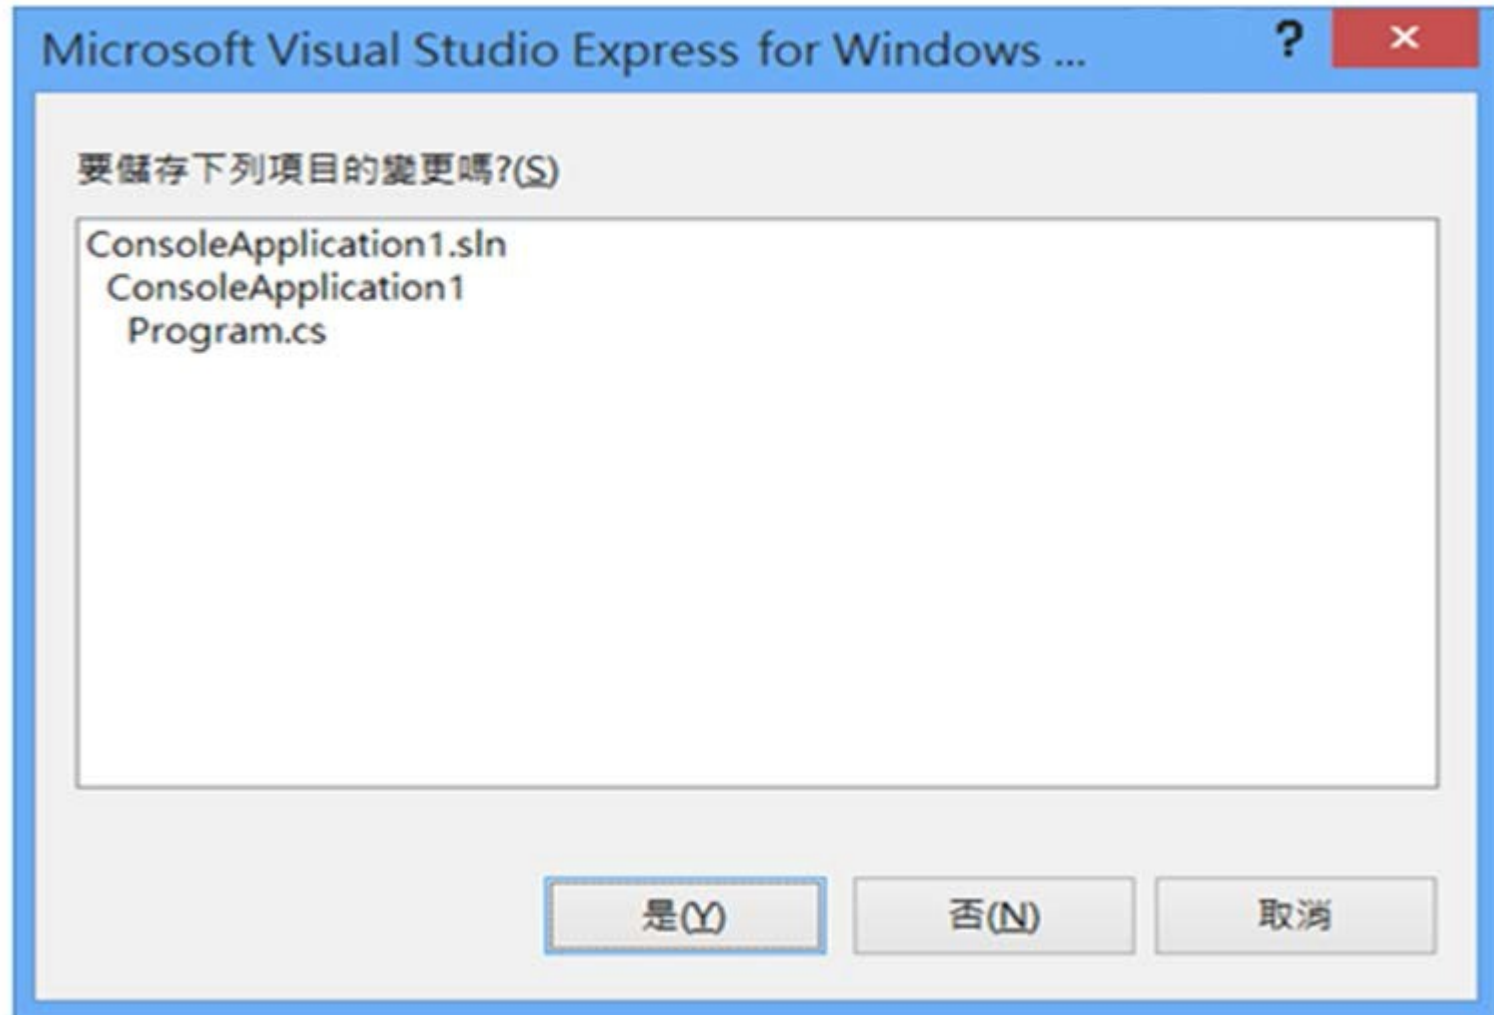 Microsoft Visual Studio Express for Windows ...
?
要儲存下列項目的變更嗎?(S)
ConsoleApplication1.sln
ConsoleApplication1
Program.cs
是(Y)
否(N)
取消